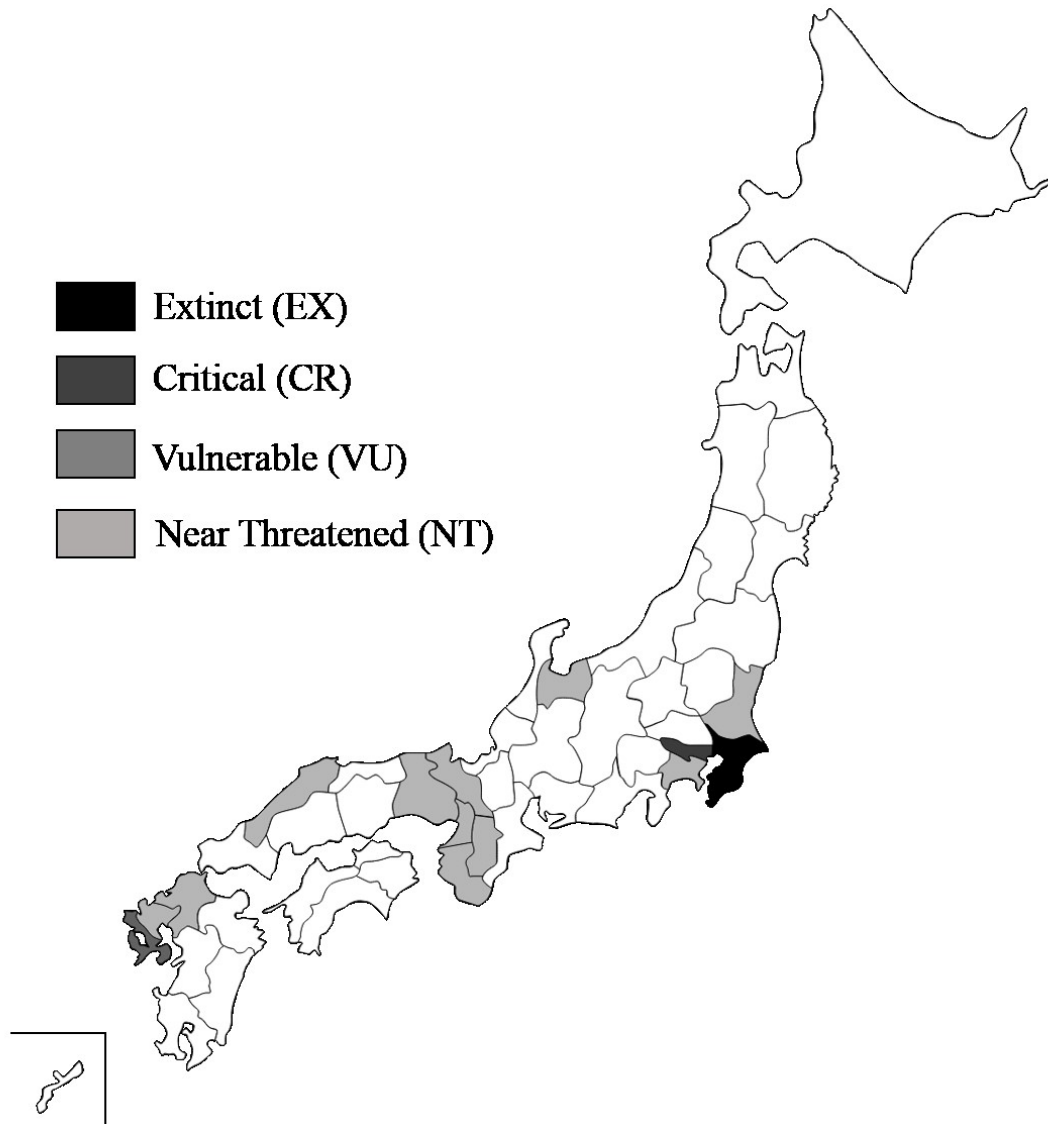 Extinct (EX)
Critical (CR)
Vulnerable (VU)
Near Threatened (NT)